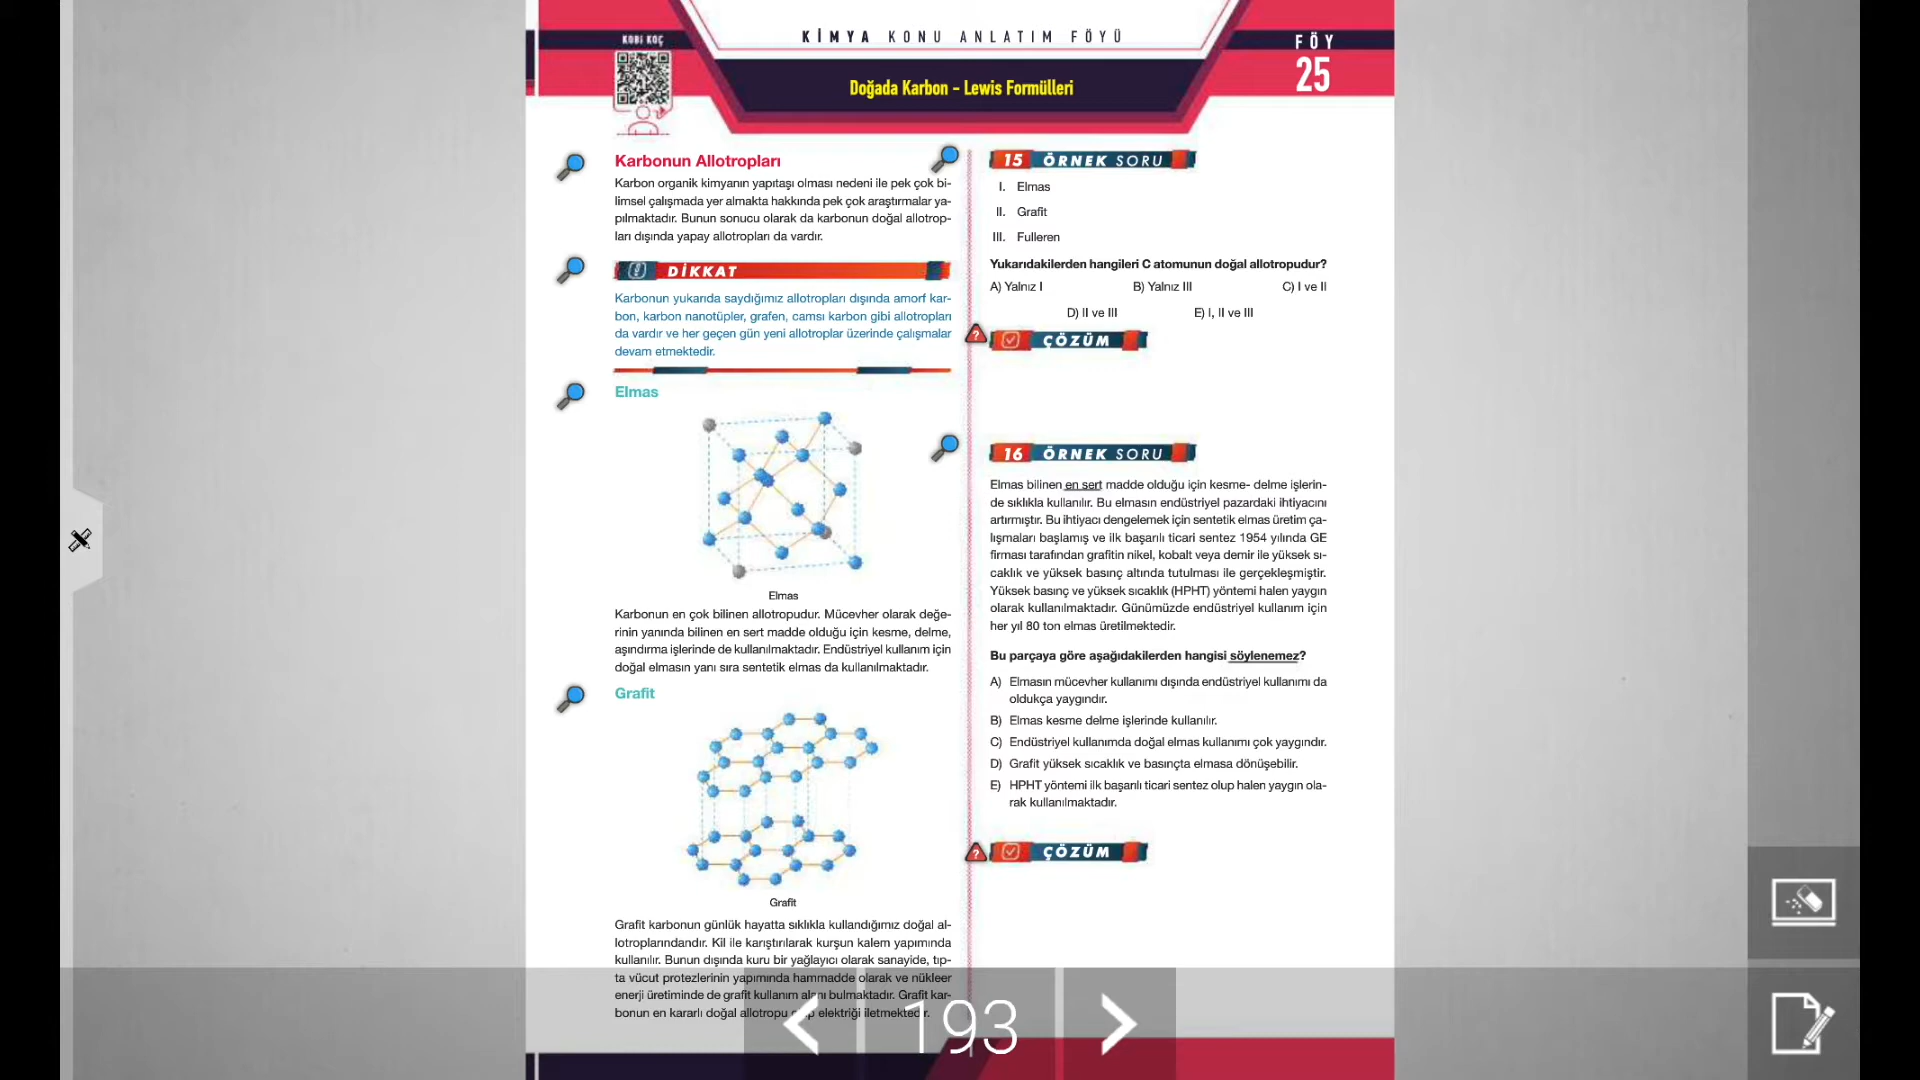 KOBİ KOÇ
KİMYA KONU ANLATIM FÖYÜ
FÖY
25
Doğada Karbon - Lewis Formülleri
Karbonun Allotropları
Karbon organik kimyanın yapıtaşı olması nedeni ile pek çok bi-
limsel çalışmada yer almakta hakkında pek çok araştırmalar ya-
pılmaktadır. Bunun sonucu olarak da karbonun doğal allotrop-
ları dışında yapay allotropları da vardır.
DİKKAT
Karbonun yukarıda saydığımız allotropları dışında amorf kar-
bon, karbon nanotüpler, grafen, camsı karbon gibi allotropları
da vardır ve her geçen gün yeni allotroplar üzerinde çalışmalar
devam etmektedir.
Elmas
Elmas
Karbonun en çok bilinen allotropudur. Mücevher olarak değe-
rinin yanında bilinen en sert madde olduğu için kesme, delme,
aşındırma işlerinde de kullanılmaktadır. Endüstriyel kullanım için
doğal elmasın yanı sıra sentetik elmas da kullanılmaktadır.
Grafit
Grafit
Grafit karbonun günlük hayatta sıklıkla kullandığımız doğal al-
lotroplarındandır. Kil ile karıştırılarak kurşun kalem yapımında
kullanılır. Bunun dışında kuru bir yağlayıcı olarak sanayide, tıp-
ta vücut protezlerinin yapımında hammadde olarak ve nükleer
enerji üretiminde de grafit kullanım alanı bulmaktadır. Grafit kar-
bonun en kararlı doğal allotropu elektriği iletmektedir.
15 ÖRNEK SORU
I. Elmas
II. Grafit
III. Fulleren
Yukarıdakilerden hangileri C atomunun doğal allotropudur?
A) Yalnız I B) Yalnız III C) I ve II
D) II ve III E) I, II ve III
ÇÖZÜM
16 ÖRNEK SORU
Elmas bilinen en sert madde olduğu için kesme- delme işlerin-
de sıklıkla kullanılır. Bu elmasın endüstriyel pazardaki ihtiyacını
artırmıştır. Bu ihtiyacı dengelemek için sentetik elmas üretim ça-
lışmaları başlamış ve ilk başarılı ticari sentez 1954 yılında GE
firması tarafından grafitin nikel, kobalt veya demir ile yüksek sı-
caklık ve yüksek basınç altında tutulması ile gerçekleşmiştir.
Yüksek basınç ve yüksek sıcaklık (HPHT) yöntemi halen yaygın
olarak kullanılmaktadır. Günümüzde endüstriyel kullanım için
her yıl 80 ton elmas üretilmektedir.
Bu parçaya göre aşağıdakilerden hangisi söylenemez?
A) Elmasın mücevher kullanımı dışında endüstriyel kullanımı da
oldukça yaygındır.
B) Elmas kesme delme işlerinde kullanılır.
C) Endüstriyel kullanımda doğal elmas kullanımı çok yaygındır.
D) Grafit yüksek sıcaklık ve basınçta elmasa dönüşebilir.
E) HPHT yöntemi ilk başarılı ticari sentez olup halen yaygın ola-
rak kullanılmaktadır.
ÇÖZÜM
193